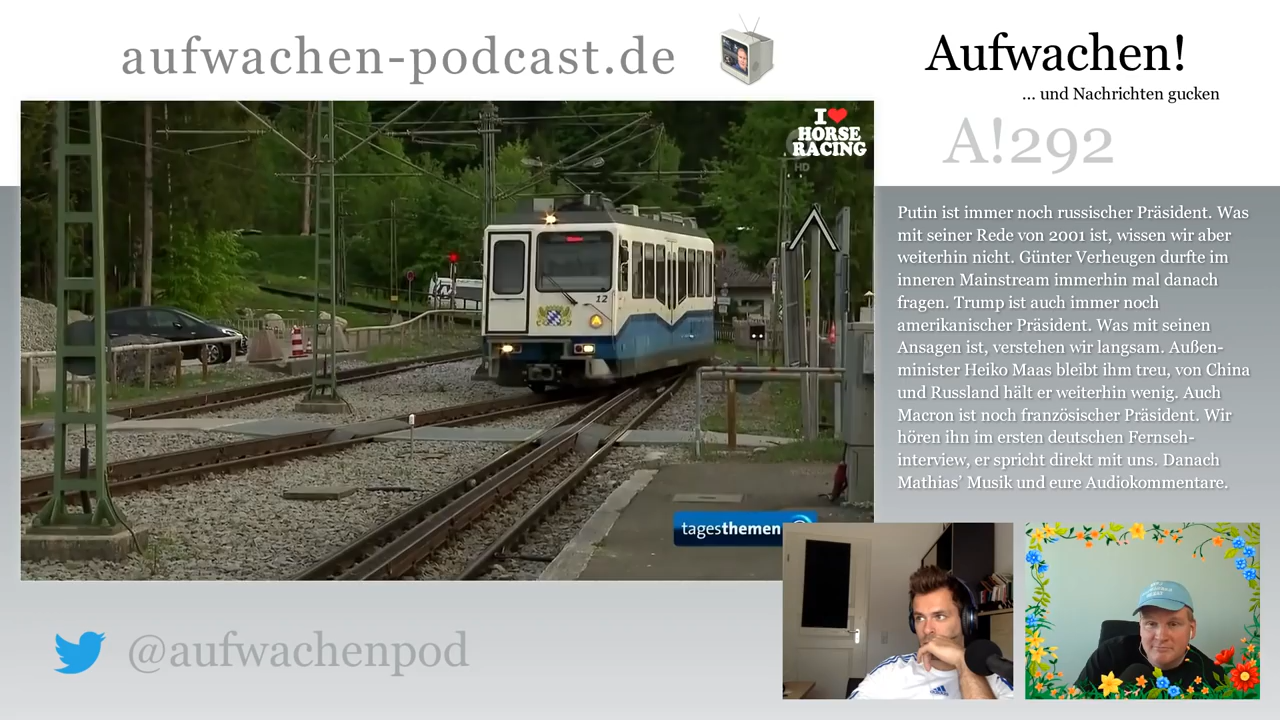 aufwachen-podcast.de
Aufwachen!
... und Nachrichten gucken
A!292
I
HORSE
RACING
HD
12
tagesthemen
Putin ist immer noch russischer Präsident. Was
mit seiner Rede von 2001 ist, wissen wir aber
weiterhin nicht. Günter Verheugen durfte im
inneren Mainstream immerhin mal danach
fragen. Trump ist auch immer noch
amerikanischer Präsident. Was mit seinen
Ansagen ist, verstehen wir langsam. Außen-
minister Heiko Maas bleibt ihm treu, von China
und Russland hält er weiterhin wenig. Auch
Macron ist noch französischer Präsident. Wir
hören ihn im ersten deutschen Fernseh-
interview, er spricht direkt mit uns. Danach
Mathias’ Musik und eure Audiokommentare.
adidas
@aufwachenpod